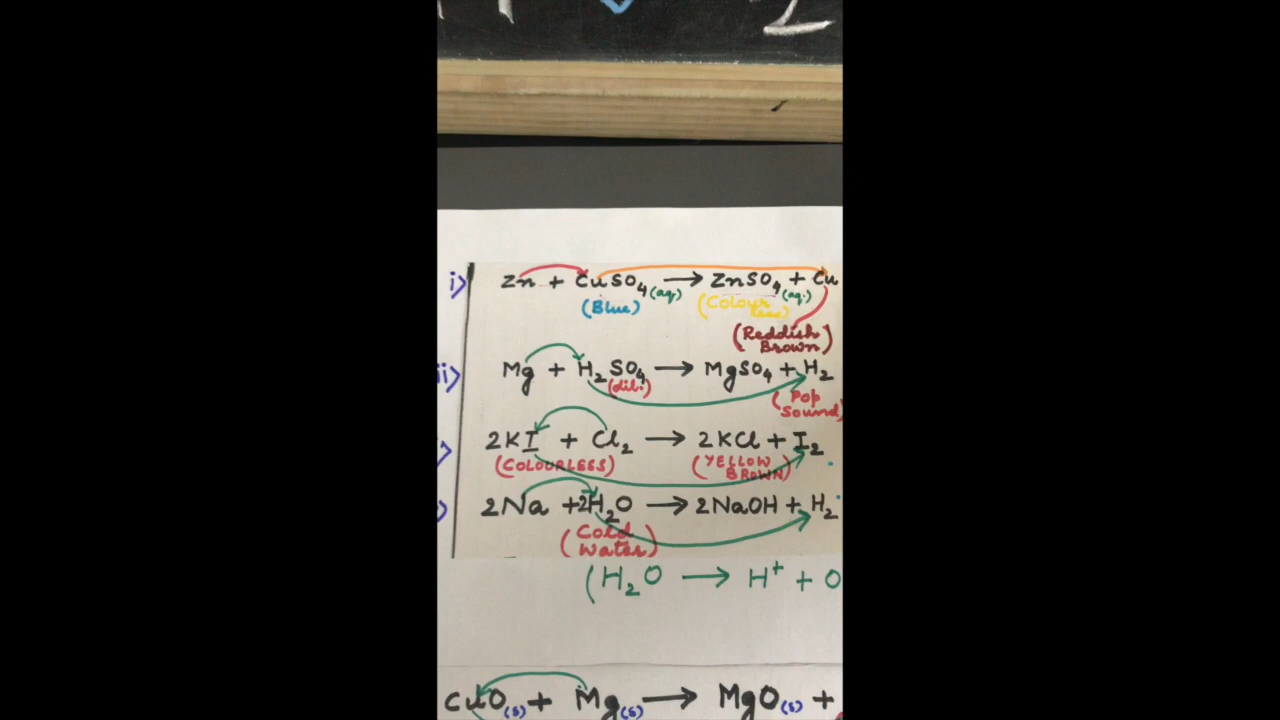 i) Zn + CuSO₄(aq) → ZnSO₄(aq.) + Cu
(Blue) (Colourless)
(Reddish Brown)
ii) Mg + H₂SO₄ → MgSO₄ + H₂
(dil.) (Pop Sound)
) 2KI + Cl₂ → 2KCl + I₂
(COLOURLESS) (YELLOW BROWN)
) 2Na + 2H₂O → 2NaOH + H₂
(Cold Water)
(H₂O → H⁺ + O
CuO(s) + Mg(s) → MgO(s) +